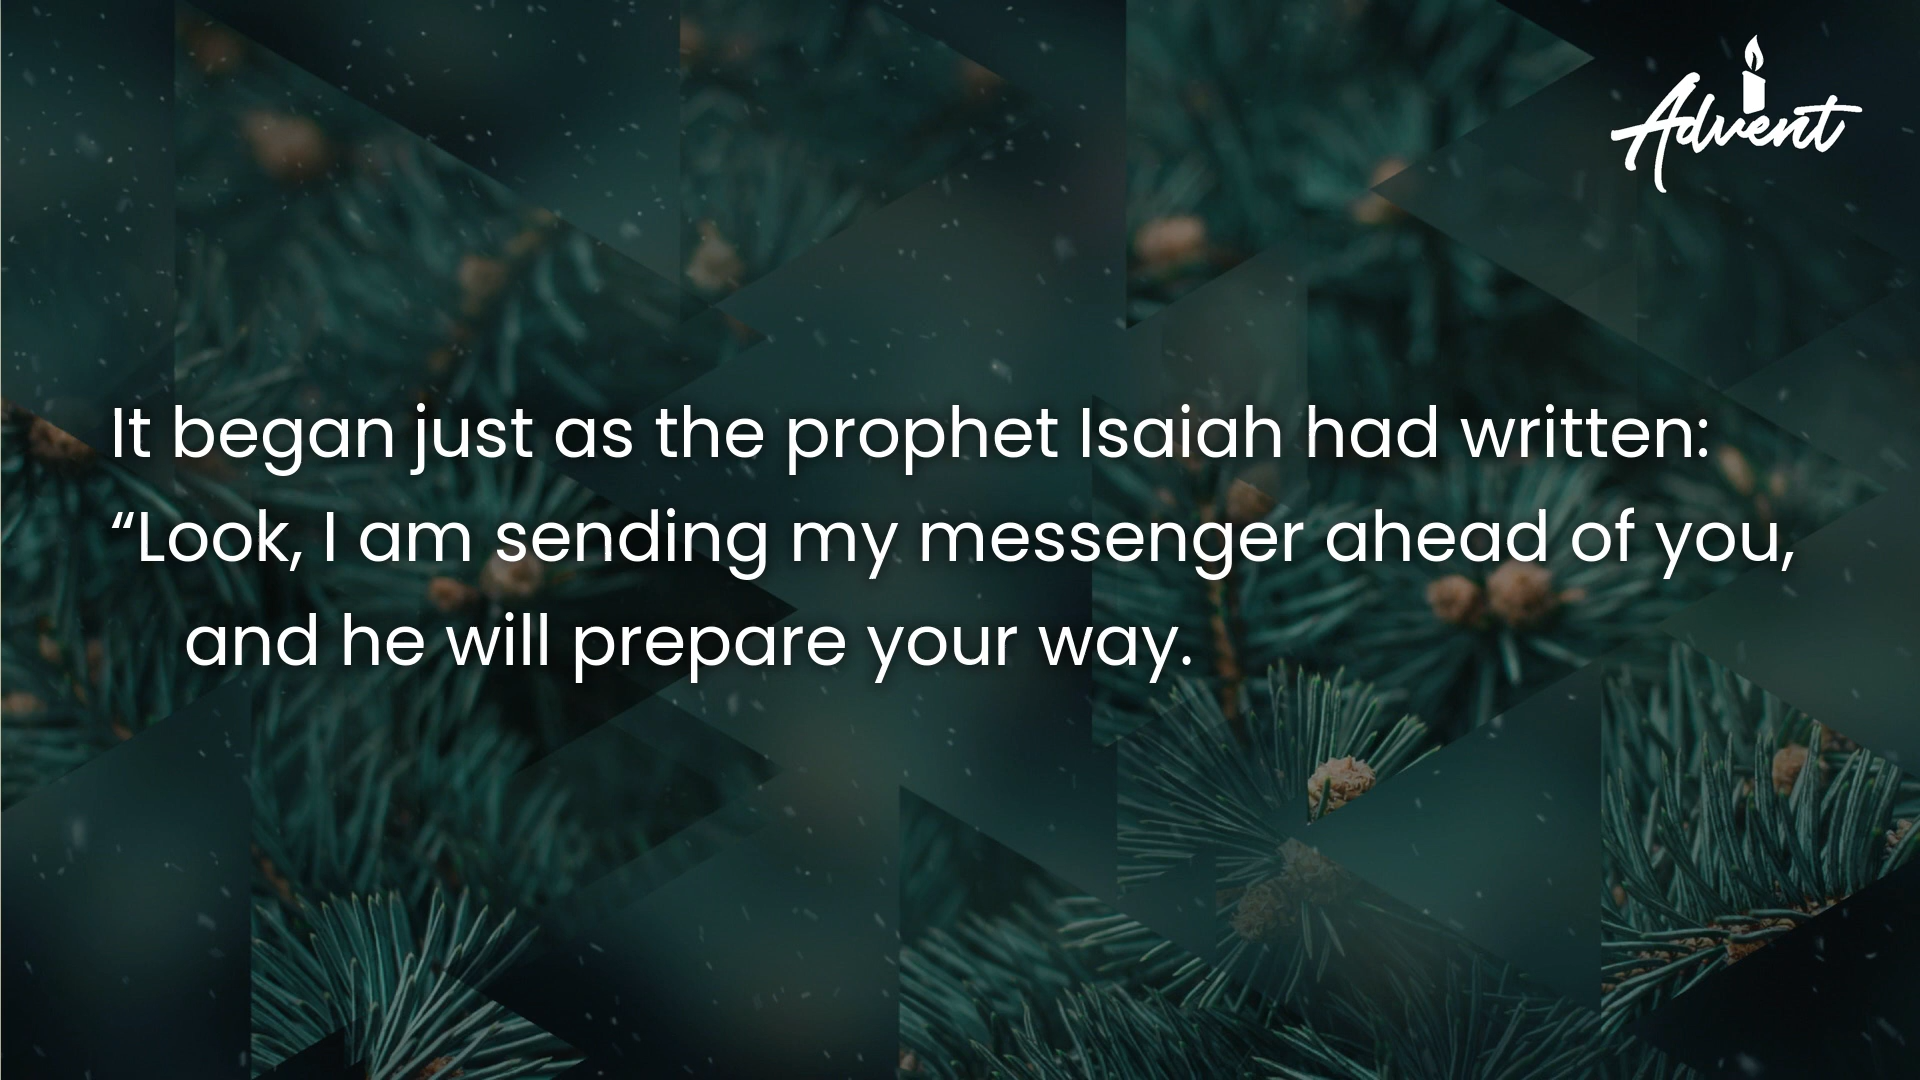 Advent
It began just as the prophet Isaiah had written:
“Look, I am sending my messenger ahead of you,
and he will prepare your way.